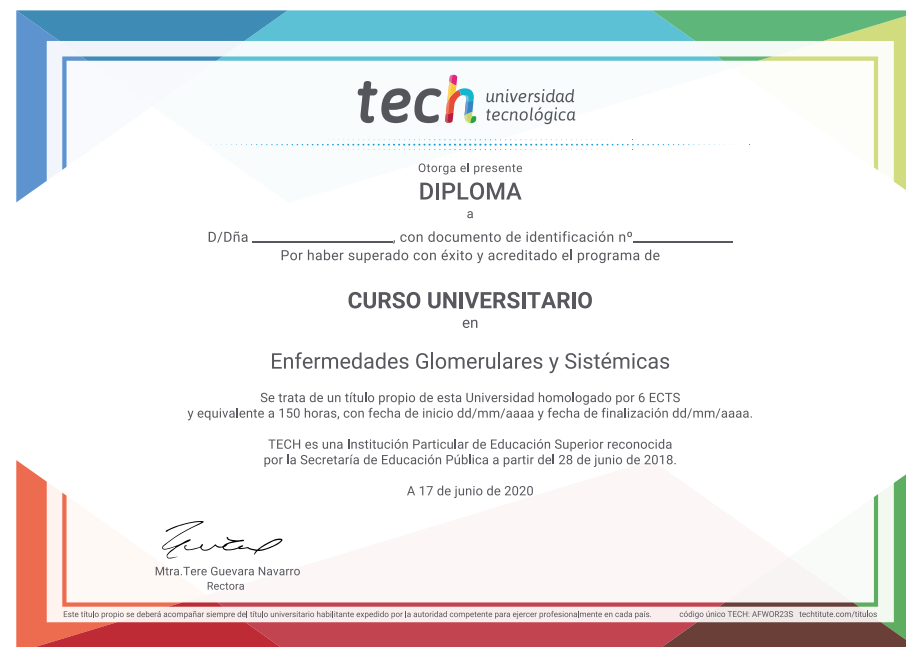 tech universidad
tecnológica
Otorga el presente
DIPLOMA
a
D/Dña ____________________, con documento de identificación nº______________
Por haber superado con éxito y acreditado el programa de
CURSO UNIVERSITARIO
en
Enfermedades Glomerulares y Sistémicas
Se trata de un título propio de esta Universidad homologado por 6 ECTS
y equivalente a 150 horas, con fecha de inicio dd/mm/aaaa y fecha de finalización dd/mm/aaaa.
TECH es una Institución Particular de Educación Superior reconocida
por la Secretaría de Educación Pública a partir del 28 de junio de 2018.
A 17 de junio de 2020
Mtra.Tere Guevara Navarro
Rectora
Este título propio se deberá acompañar siempre del título universitario habilitante expedido por la autoridad competente para ejercer profesionalmente en cada país. código único TECH: AFWOR23S techtitute.com/titulos